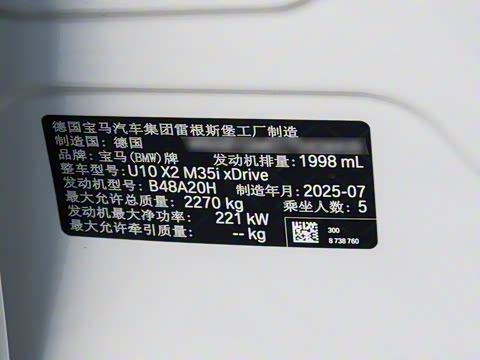 德国宝马汽车集团雷根斯堡工厂制造
制造国：德国
品牌：宝马(BMW)牌 发动机排量：1998 mL
整车型号：U10 X2 M35i xDrive
发动机型号：B48A20H 制造年月：2025-07
最大允许总质量：2270 kg 乘坐人数：5
发动机最大净功率：221 kW
最大允许牵引质量：-- kg
300
8 738 760